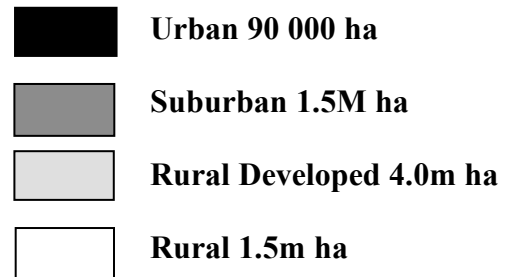 Urban 90 000 ha
Suburban 1.5M ha
Rural Developed 4.0m ha
Rural 1.5m ha